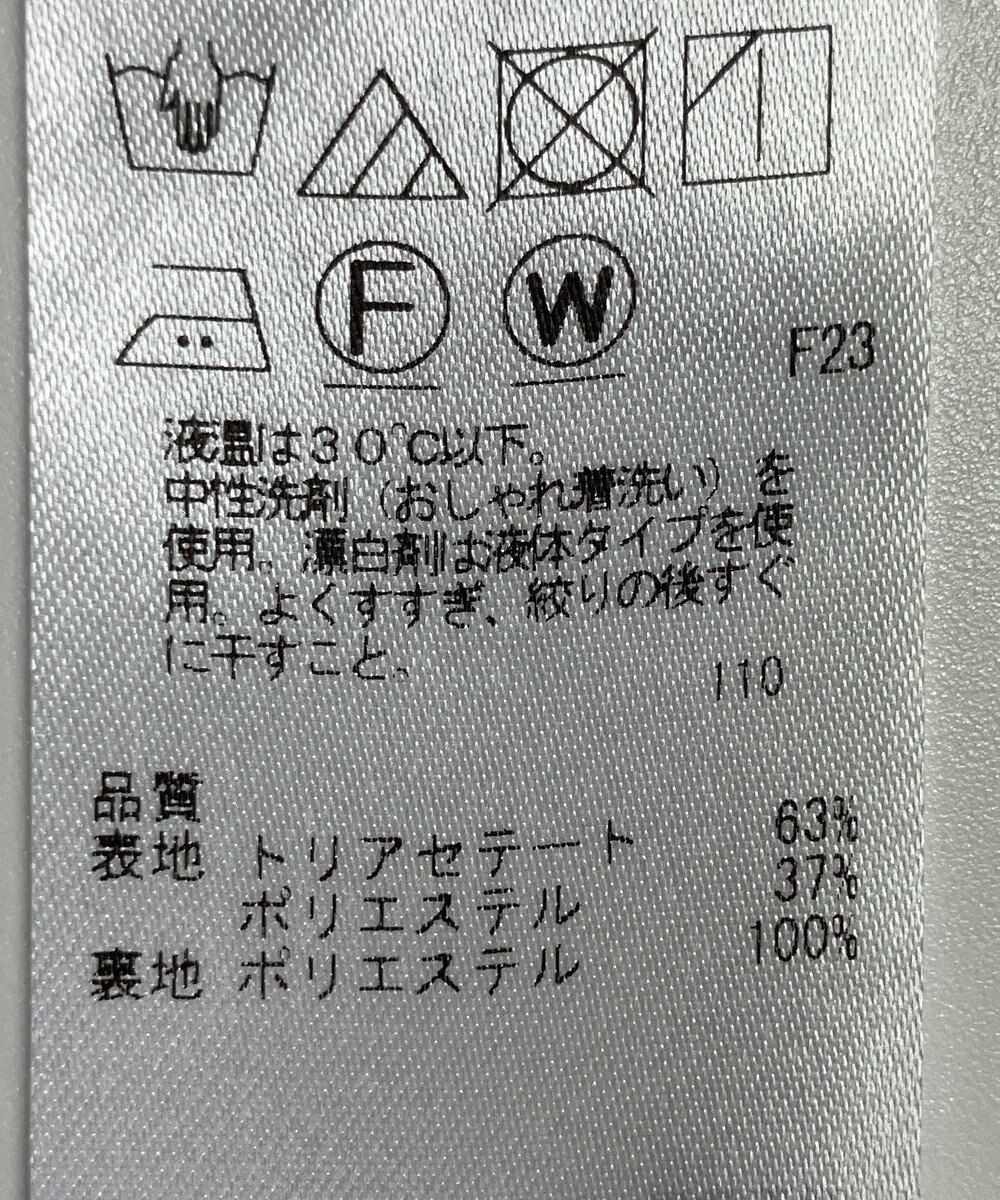 F W
F23
液温は30℃以下。
中性洗剤（おしゃれ着洗い）を
使用。漂白剤は液体タイプを使
用。よくすすぎ、絞りの後すぐ
に干すこと。
110
品質
表地 トリアセテート 63%
ポリエステル 37%
裏地 ポリエステル 100%